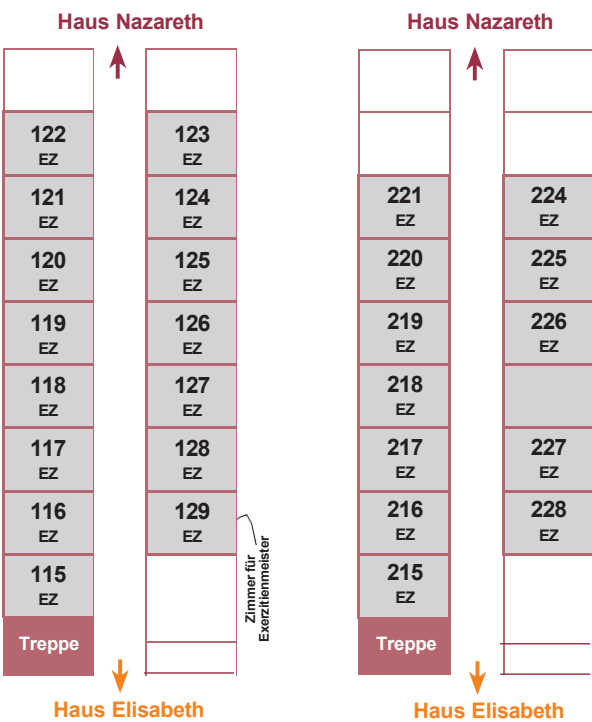 Haus Nazareth
122
EZ
121
EZ
120
EZ
119
EZ
118
EZ
117
EZ
116
EZ
115
EZ
Treppe
123
EZ
124
EZ
125
EZ
126
EZ
127
EZ
128
EZ
129
EZ
Zimmer für
Exerzitienmeister
Haus Elisabeth
Haus Nazareth
221
EZ
220
EZ
219
EZ
218
EZ
217
EZ
216
EZ
215
EZ
Treppe
224
EZ
225
EZ
226
EZ
227
EZ
228
EZ
Haus Elisabeth